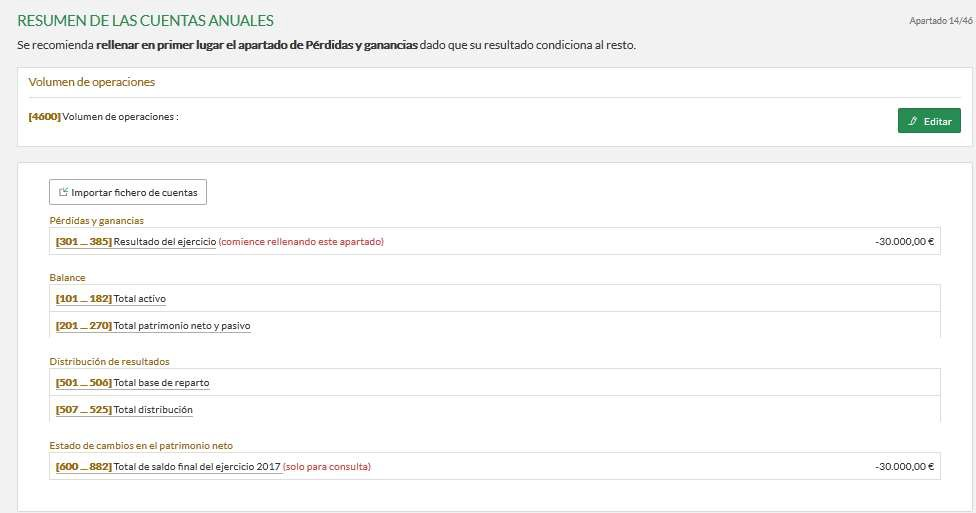 RESUMEN DE LAS CUENTAS ANUALES
Apartado 14/46
Se recomienda rellenar en primer lugar el apartado de Pérdidas y ganancias dado que su resultado condiciona al resto.
Volumen de operaciones
[4600] Volumen de operaciones :
Editar
Importar fichero de cuentas
Pérdidas y ganancias
[301 ... 385] Resultado del ejercicio (comience rellenando este apartado) -30.000,00 €
Balance
[101 ... 182] Total activo
[201 ... 270] Total patrimonio neto y pasivo
Distribución de resultados
[501 ... 506] Total base de reparto
[507 ... 525] Total distribución
Estado de cambios en el patrimonio neto
[600 ... 882] Total de saldo final del ejercicio 2017 (solo para consulta) -30.000,00 €